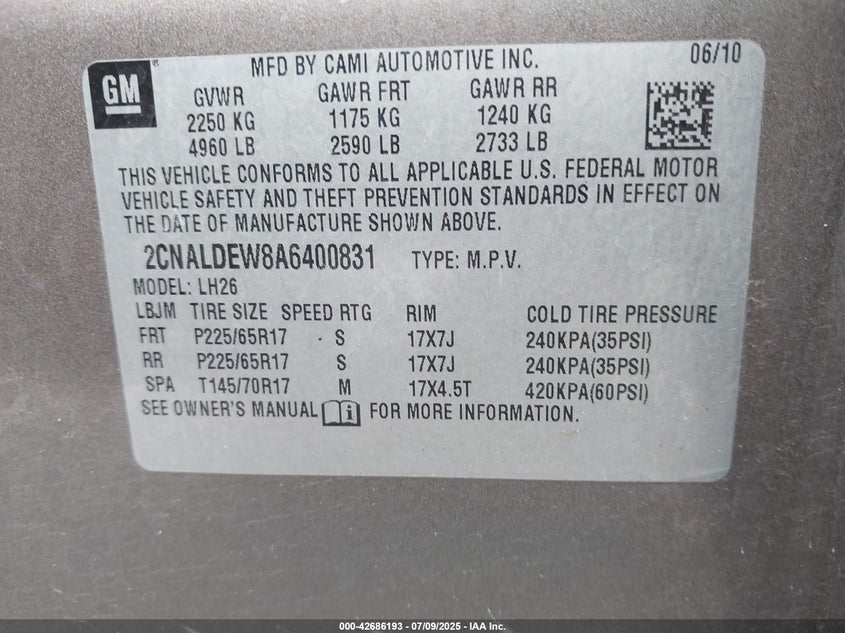 GM
MFD BY CAMI AUTOMOTIVE INC. 06/10
GVWR GAWR FRT GAWR RR
2250 KG 1175 KG 1240 KG
4960 LB 2590 LB 2733 LB
THIS VEHICLE CONFORMS TO ALL APPLICABLE U.S. FEDERAL MOTOR
VEHICLE SAFETY AND THEFT PREVENTION STANDARDS IN EFFECT ON
THE DATE OF MANUFACTURE SHOWN ABOVE.
2CNALDEW8A6400831 TYPE: M.P.V.
MODEL: LH26
LBJM TIRE SIZE SPEED RTG RIM COLD TIRE PRESSURE
FRT P225/65R17 S 17X7J 240KPA(35PSI)
RR P225/65R17 S 17X7J 240KPA(35PSI)
SPA T145/70R17 M 17X4.5T 420KPA(60PSI)
SEE OWNER'S MANUAL FOR MORE INFORMATION.
000-42686193 - 07/09/2025 - IAA Inc.